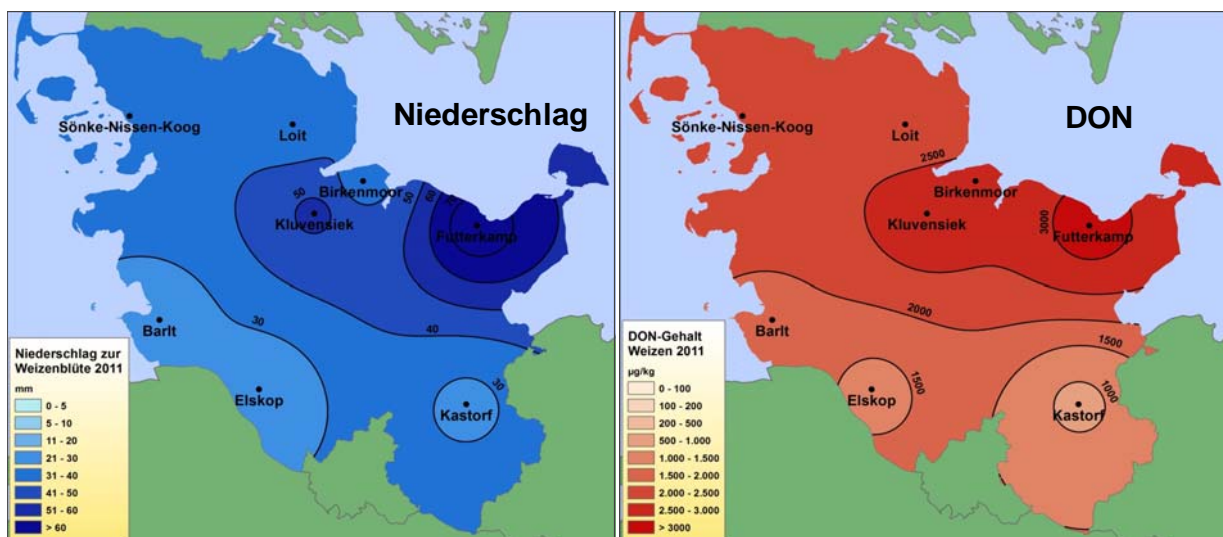 Niederschlag
Sönke-Nissen-Koog
Loit
Birkenmoor
Kluvensiek
Futterkamp
Barlt
Elskop
Kastorf
50
50
60
30
40
30
Niederschlag zur
Weizenblüte 2011
mm
0 - 5
5 - 10
11 - 20
21 - 30
31 - 40
41 - 50
51 - 60
> 60
DON
Sönke-Nissen-Koog
Loit
2500
Birkenmoor
Kluvensiek
3000
Futterkamp
2000
Barlt
1500
Elskop
1500
1000
Kastorf
DON-Gehalt
Weizen 2011
µg/kg
0 - 100
100 - 200
200 - 500
500 - 1.000
1.000 - 1.500
1.500 - 2.000
2.000 - 2.500
2.500 - 3.000
> 3000